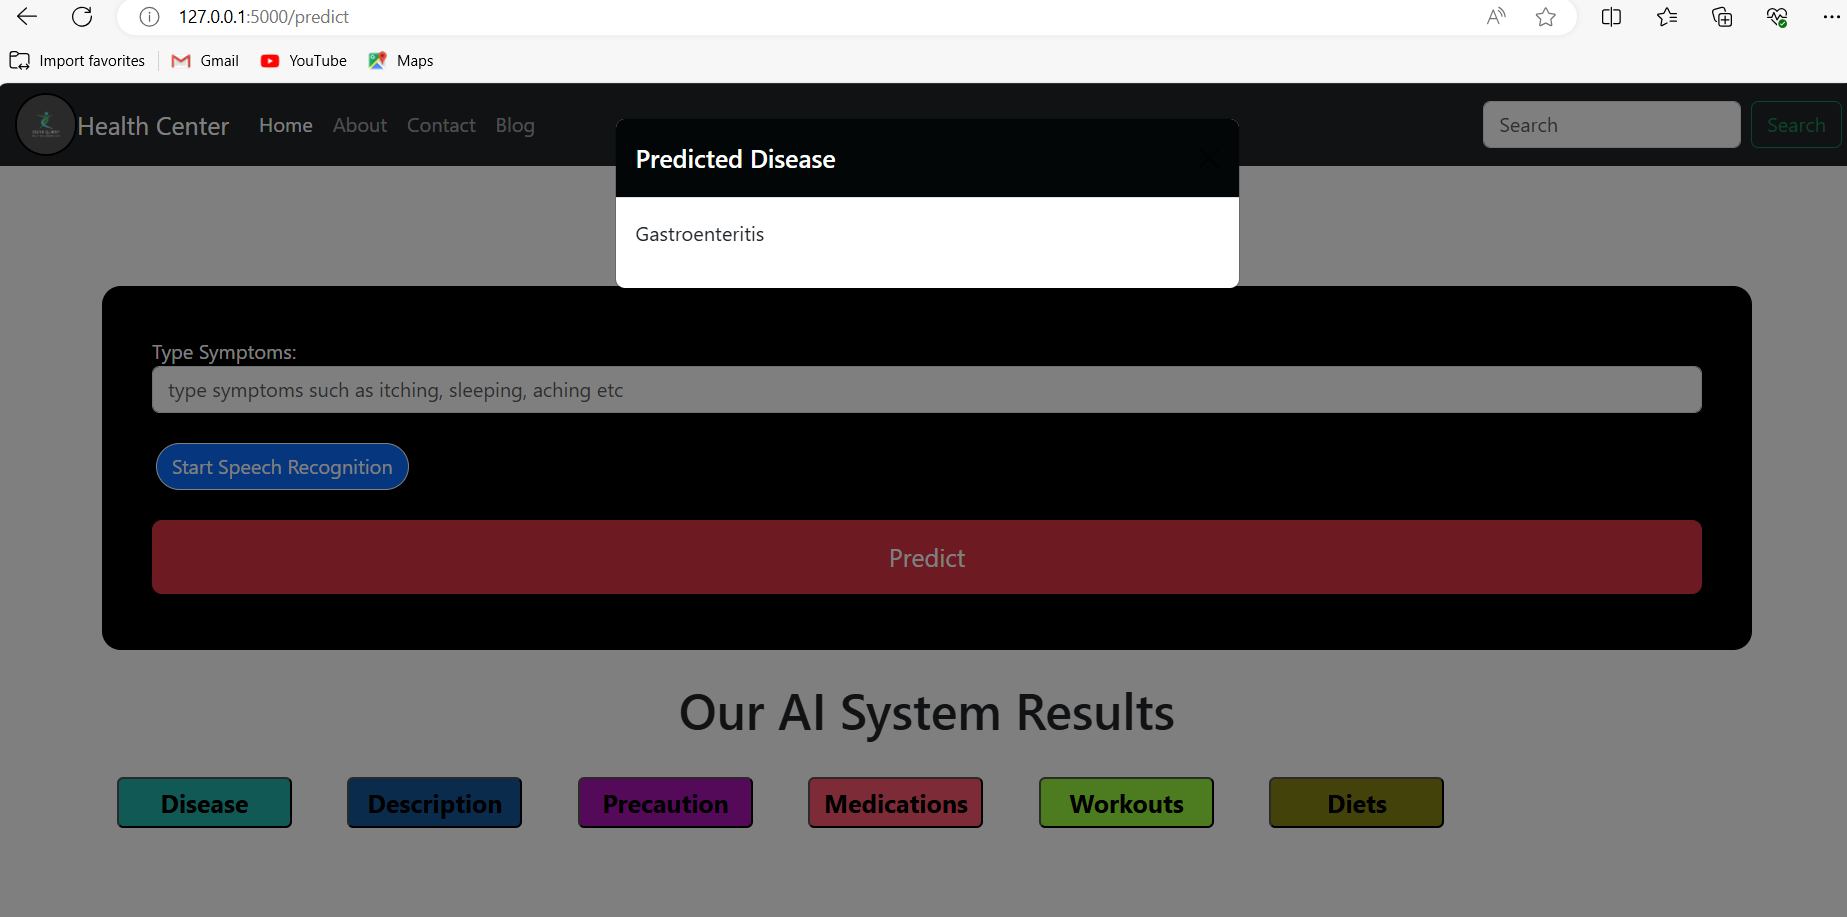 127.0.0.1:5000/predict
Import favorites Gmail YouTube Maps
Health Center Home About Contact Blog Search Search
Predicted Disease
Gastroenteritis
Type Symptoms:
type symptoms such as itching, sleeping, aching etc
Start Speech Recognition
Predict
Our AI System Results
Disease Description Precaution Medications Workouts Diets